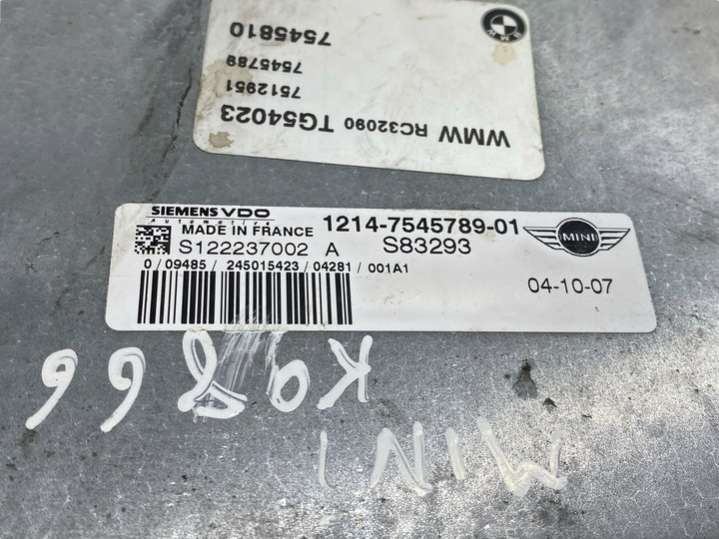 WMW RC32090 TG54023
7512951
7545789
7545810
SIEMENS VDO
Automotive
MADE IN FRANCE 1214-7545789-01
S122237002 A S83293
MINI
0 / 09485 / 245015423 / 04281 / 001A1
04-10-07
MINI